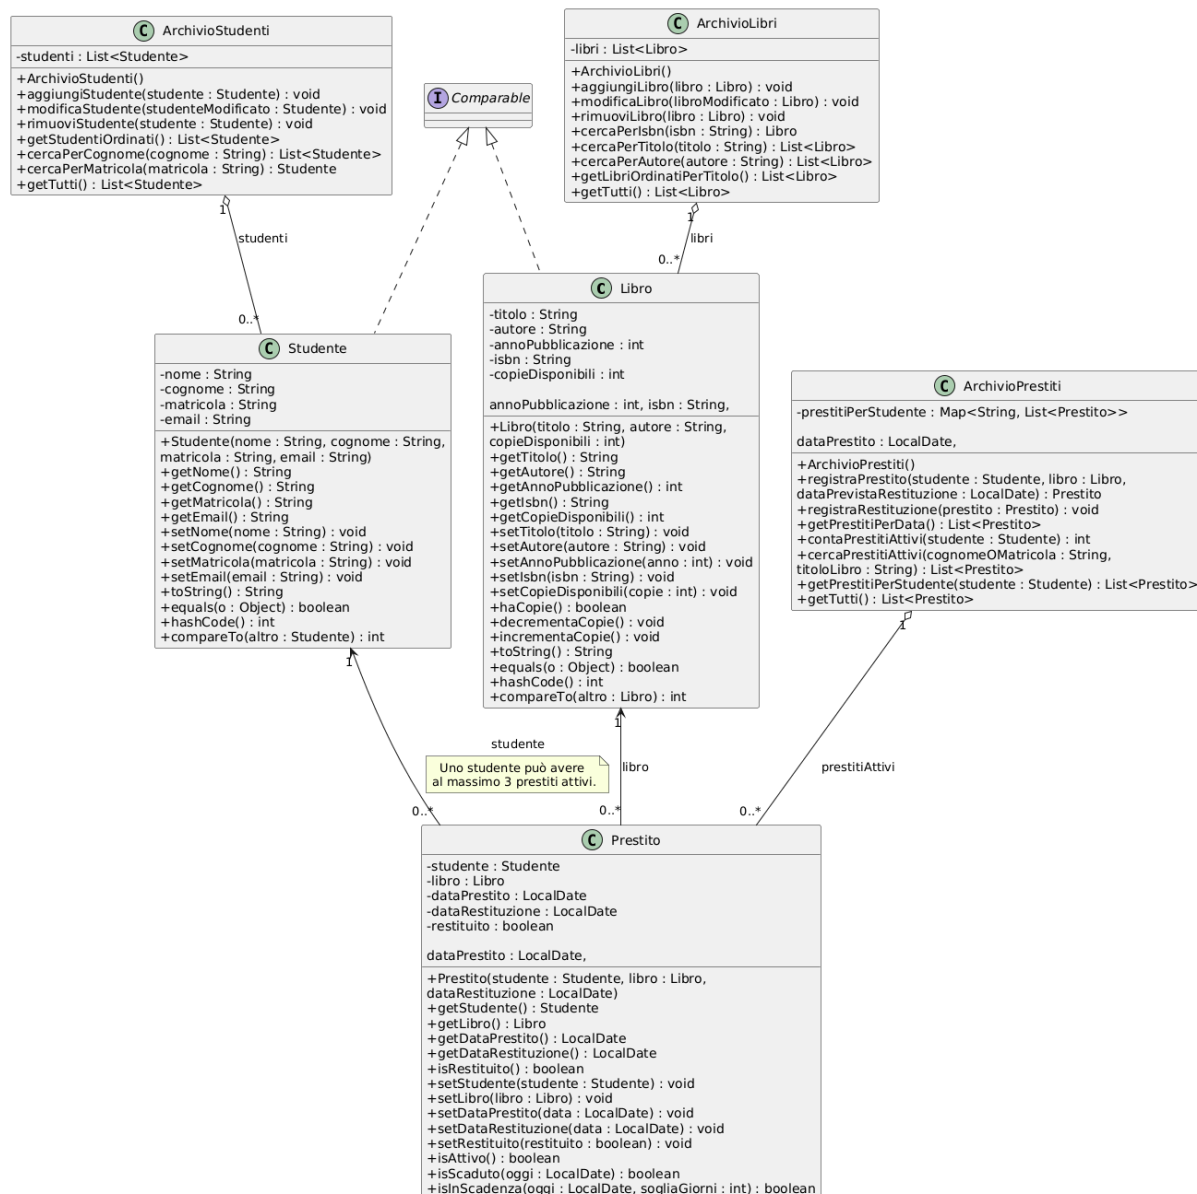 ArchivioStudenti
-studenti : List<Studente>
+ArchivioStudenti()
+aggiungiStudente(studente : Studente) : void
+modificaStudente(studenteModificato : Studente) : void
+rimuoviStudente(studente : Studente) : void
+getStudentiOrdinati() : List<Studente>
+cercaPerCognome(cognome : String) : List<Studente>
+cercaPerMatricola(matricola : String) : Studente
+getTutti() : List<Studente>
I Comparable
C ArchivioLibri
-libri : List<Libro>
+ArchivioLibri()
+aggiungiLibro(libro : Libro) : void
+modificaLibro(libroModificato : Libro) : void
+rimuoviLibro(libro : Libro) : void
+cercaPerIsbn(isbn : String) : Libro
+cercaPerTitolo(titolo : String) : List<Libro>
+cercaPerAutore(autore : String) : List<Libro>
+getLibriOrdinatiPerTitolo() : List<Libro>
+getTutti() : List<Libro>
1
studenti
0..*
1
libri
0..*
C Studente
-nome : String
-cognome : String
-matricola : String
-email : String
+Studente(nome : String, cognome : String,
matricola : String, email : String)
+getNome() : String
+getCognome() : String
+getMatricola() : String
+getEmail() : String
+setNome(nome : String) : void
+setCognome(cognome : String) : void
+setMatricola(matricola : String) : void
+setEmail(email : String) : void
+toString() : String
+equals(o : Object) : boolean
+hashCode() : int
+compareTo(altro : Studente) : int
C Libro
-titolo : String
-autore : String
-annoPubblicazione : int
-isbn : String
-copieDisponibili : int
annoPubblicazione : int, isbn : String,
+Libro(titolo : String, autore : String,
copieDisponibili : int)
+getTitolo() : String
+getAutore() : String
+getAnnoPubblicazione() : int
+getIsbn() : String
+getCopieDisponibili() : int
+setTitolo(titolo : String) : void
+setAutore(autore : String) : void
+setAnnoPubblicazione(anno : int) : void
+setIsbn(isbn : String) : void
+setCopieDisponibili(copie : int) : void
+haCopie() : boolean
+decrementaCopie() : void
+incrementaCopie() : void
+toString() : String
+equals(o : Object) : boolean
+hashCode() : int
+compareTo(altro : Libro) : int
C ArchivioPrestiti
-prestitiPerStudente : Map<String, List<Prestito>>
dataPrestito : LocalDate,
+ArchivioPrestiti()
+registraPrestito(studente : Studente, libro : Libro,
dataPrevistaRestituzione : LocalDate) : Prestito
+registraRestituzione(prestito : Prestito) : void
+getPrestitiPerData() : List<Prestito>
+contaPrestitiAttivi(studente : Studente) : int
+cercaPrestitiAttivi(cognomeOMatricola : String,
titoloLibro : String) : List<Prestito>
+getPrestitiPerStudente(studente : Studente) : List<Prestito>
+getTutti() : List<Prestito>
1
studente
0..*
Uno studente può avere
al massimo 3 prestiti attivi.
1
libro
0..*
1
prestitiAttivi
0..*
C Prestito
-studente : Studente
-libro : Libro
-dataPrestito : LocalDate
-dataRestituzione : LocalDate
-restituito : boolean
dataPrestito : LocalDate,
+Prestito(studente : Studente, libro : Libro,
dataRestituzione : LocalDate)
+getStudente() : Studente
+getLibro() : Libro
+getDataPrestito() : LocalDate
+getDataRestituzione() : LocalDate
+isRestituito() : boolean
+setStudente(studente : Studente) : void
+setLibro(libro : Libro) : void
+setDataPrestito(data : LocalDate) : void
+setDataRestituzione(data : LocalDate) : void
+setRestituito(restituito : boolean) : void
+isAttivo() : boolean
+isScaduto(oggi : LocalDate) : boolean
+isInScadenza(oggi : LocalDate, sogliaGiorni : int) : boolean